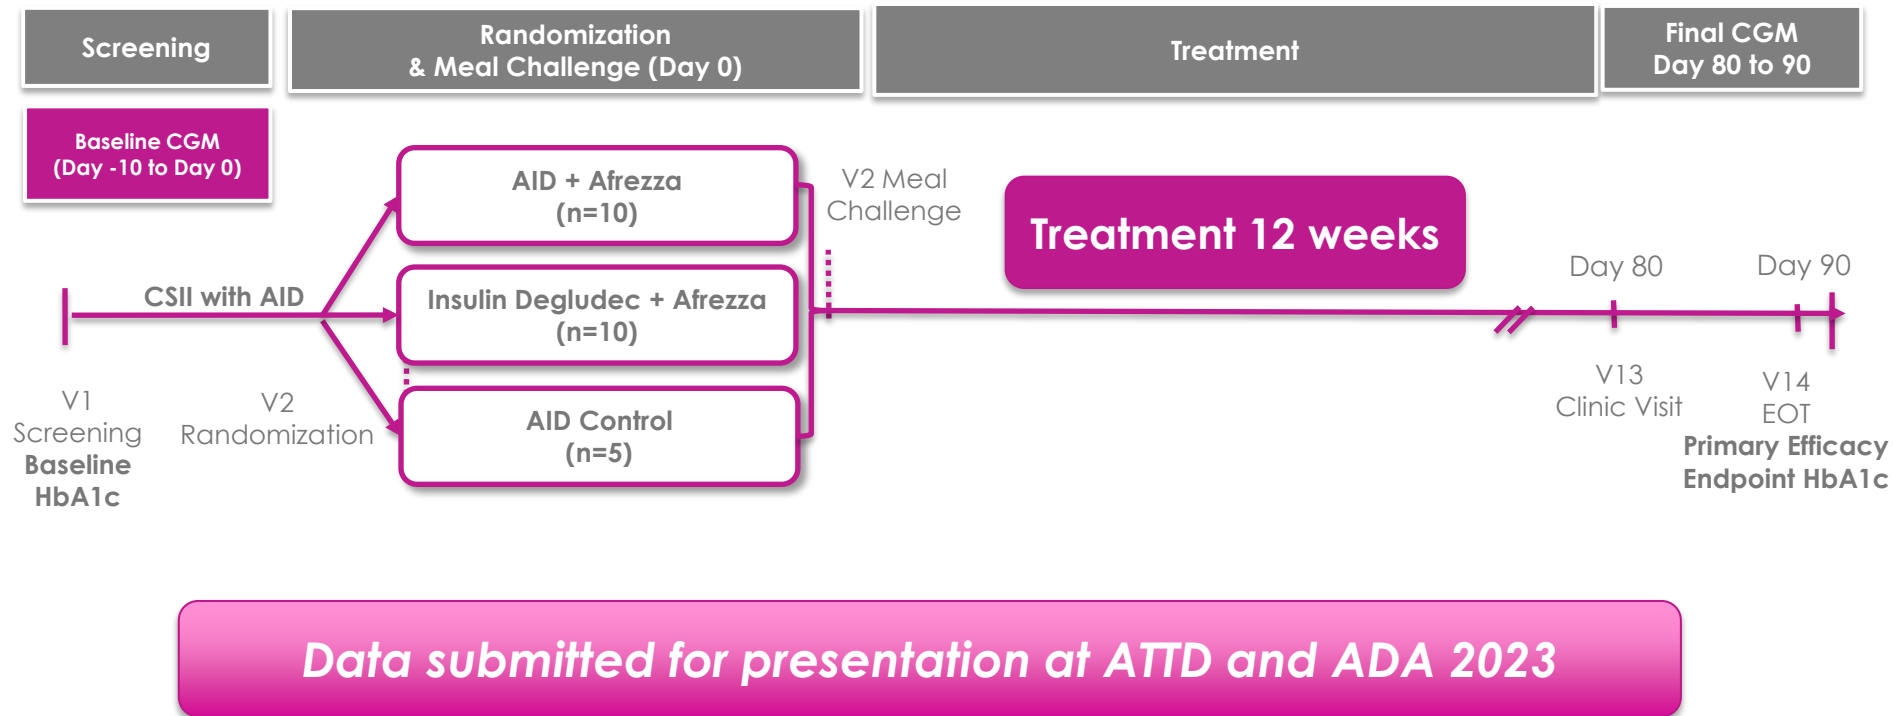 Screening
Randomization
& Meal Challenge (Day 0)
Treatment
Final CGM
Day 80 to 90
Baseline CGM
(Day -10 to Day 0)
AID + Afrezza
(n=10)
V2 Meal
Challenge
Treatment 12 weeks
Day 80
Day 90
CSII with AID
Insulin Degludec + Afrezza
(n=10)
V1
Screening
Baseline
HbA1c
V2
Randomization
AID Control
(n=5)
V13
Clinic Visit
V14
EOT
Primary Efficacy
Endpoint HbA1c
Data submitted for presentation at ATTD and ADA 2023